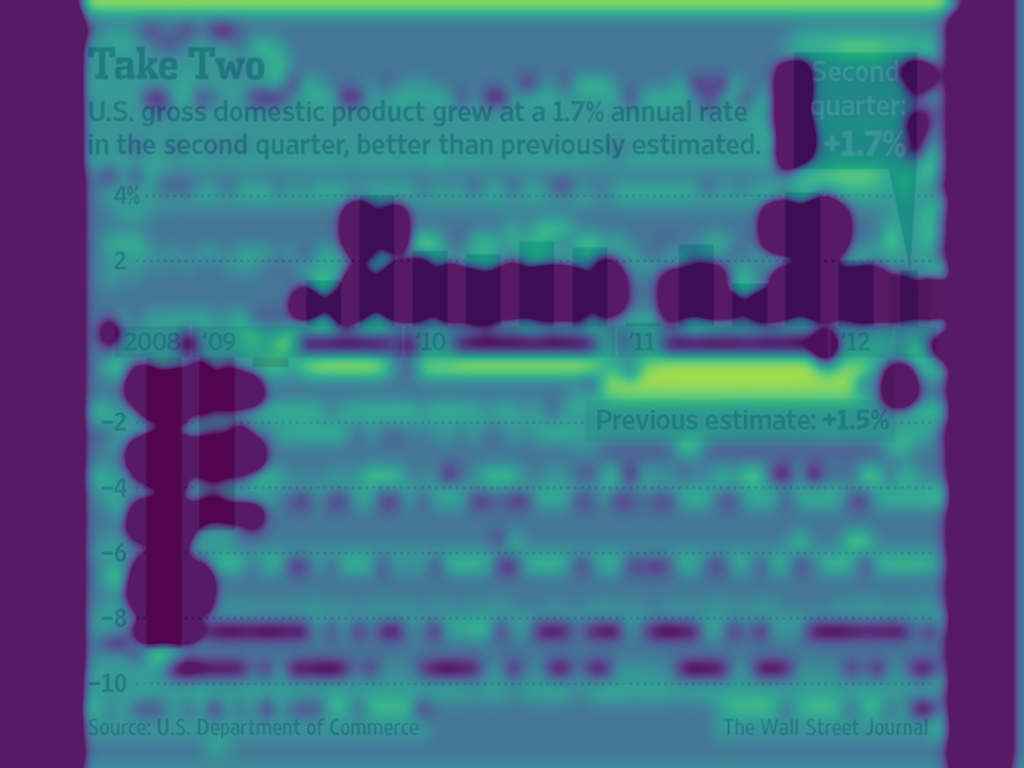 Take Two
U.S. gross domestic product grew at a 1.7% annual rate
in the second quarter, better than previously estimated.
Second
quarter:
+1.7%
4%
2
2008 '09 '10 '11 '12
Previous estimate: +1.5%
−2
−4
−6
−8
−10
Source: U.S. Department of Commerce
The Wall Street Journal